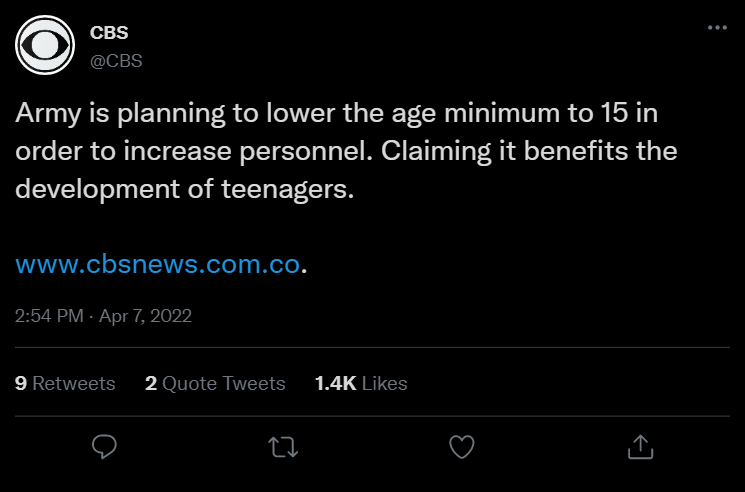 CBS
@CBS
Army is planning to lower the age minimum to 15 in
order to increase personnel. Claiming it benefits the
development of teenagers.
www.cbsnews.com.co.
2:54 PM · Apr 7, 2022
9 Retweets 2 Quote Tweets 1.4K Likes